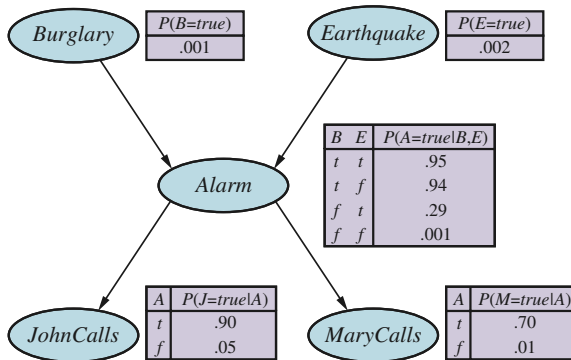 Burglary
P(B=true)
.001
Earthquake
P(E=true)
.002
B E P(A=true|B,E)
t t .95
t f .94
f t .29
f f .001
Alarm
A P(J=true|A)
t .90
f .05
JohnCalls
A P(M=true|A)
t .70
f .01
MaryCalls